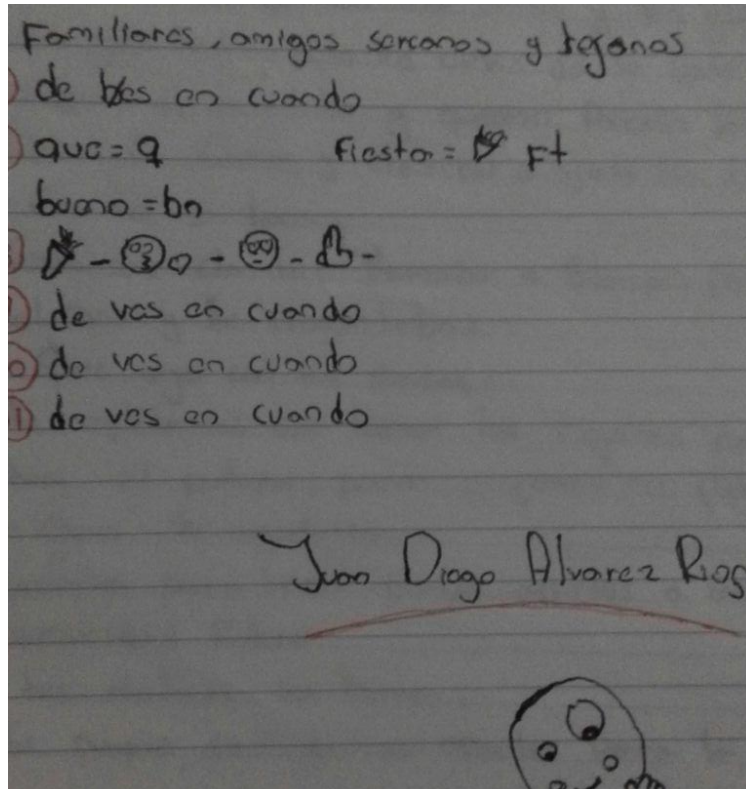 Familiares, amigos sercanos y lejanos
de bes en cuando
que = q fiesta = Ft
bueno = bn
de ves en cuando
de ves en cuando
de ves en cuando
Juan Diego Alvarez Rios